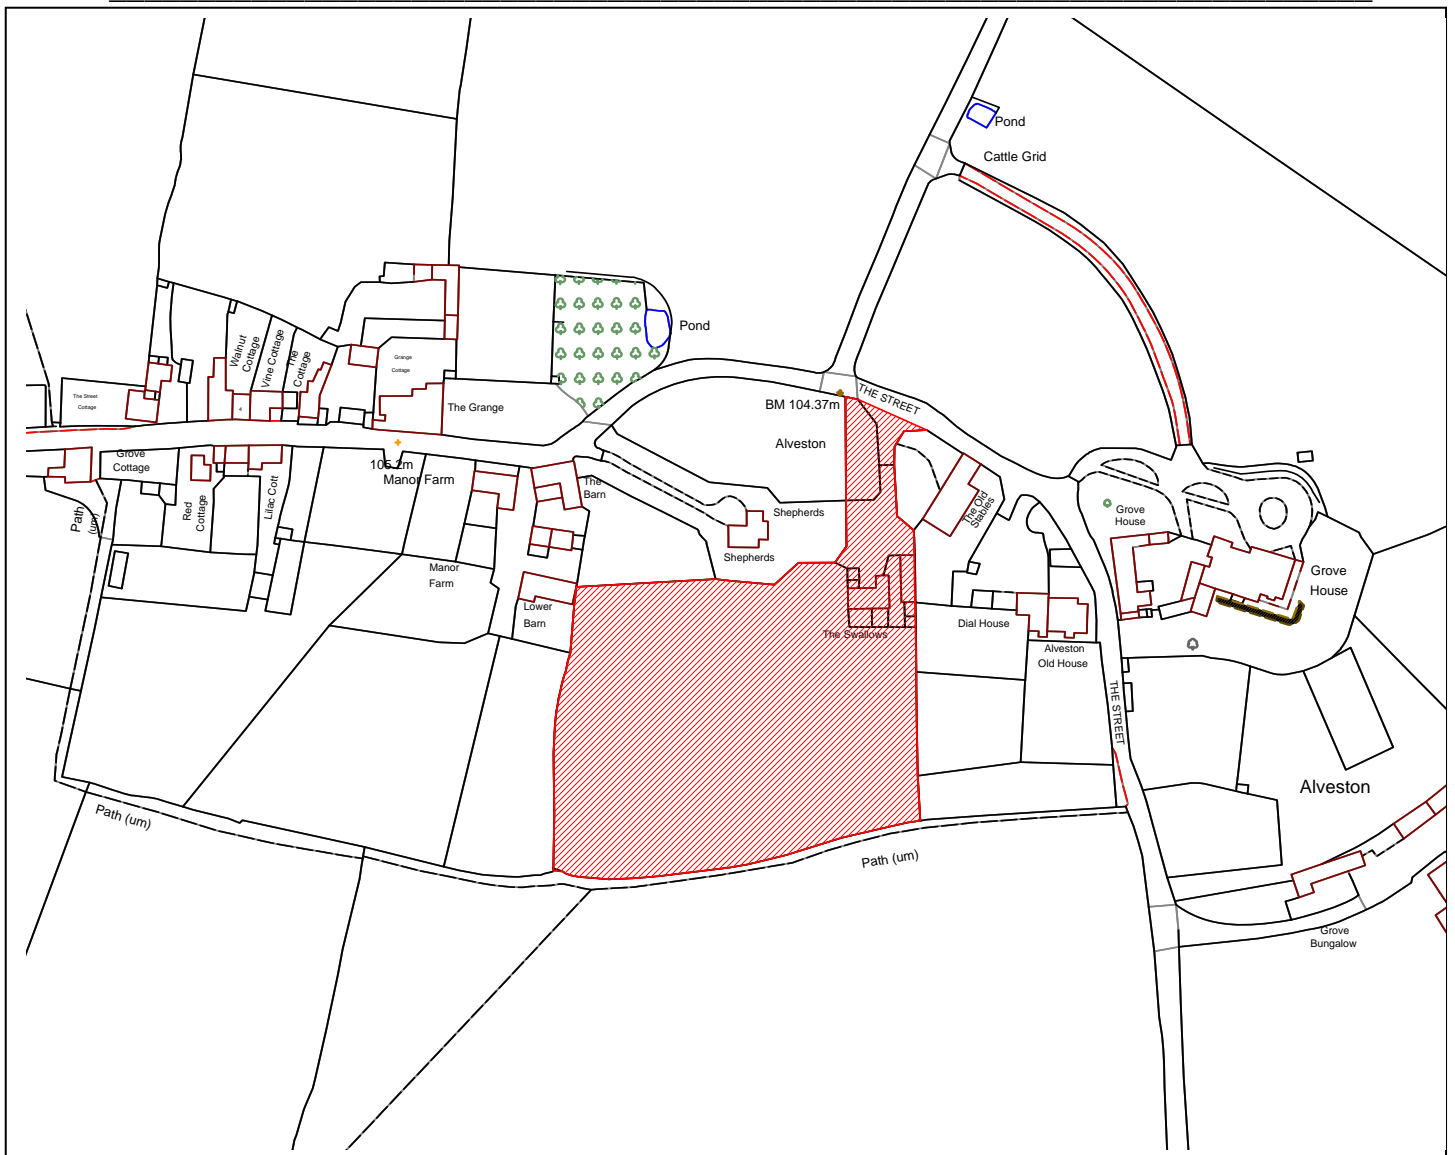 Pond
Cattle Grid
Pond
Walnut
Cottage
Vine Cottage
The
Cottage
Grange
Cottage
The Street
Cottage
4
The Grange
BM 104.37m
THE STREET
Alveston
Grove
Cottage
105.2m
Manor Farm
The
Barn
Path
(um)
Red
Cottage
Lilac Cott
Shepherds
Shepherds
The Old
Stables
Grove
House
Grove
House
Manor
Farm
Lower
Barn
The Swallows
Dial House
Alveston
Old House
THE STREET
Alveston
Path (um)
Path (um)
Grove
Bungalow